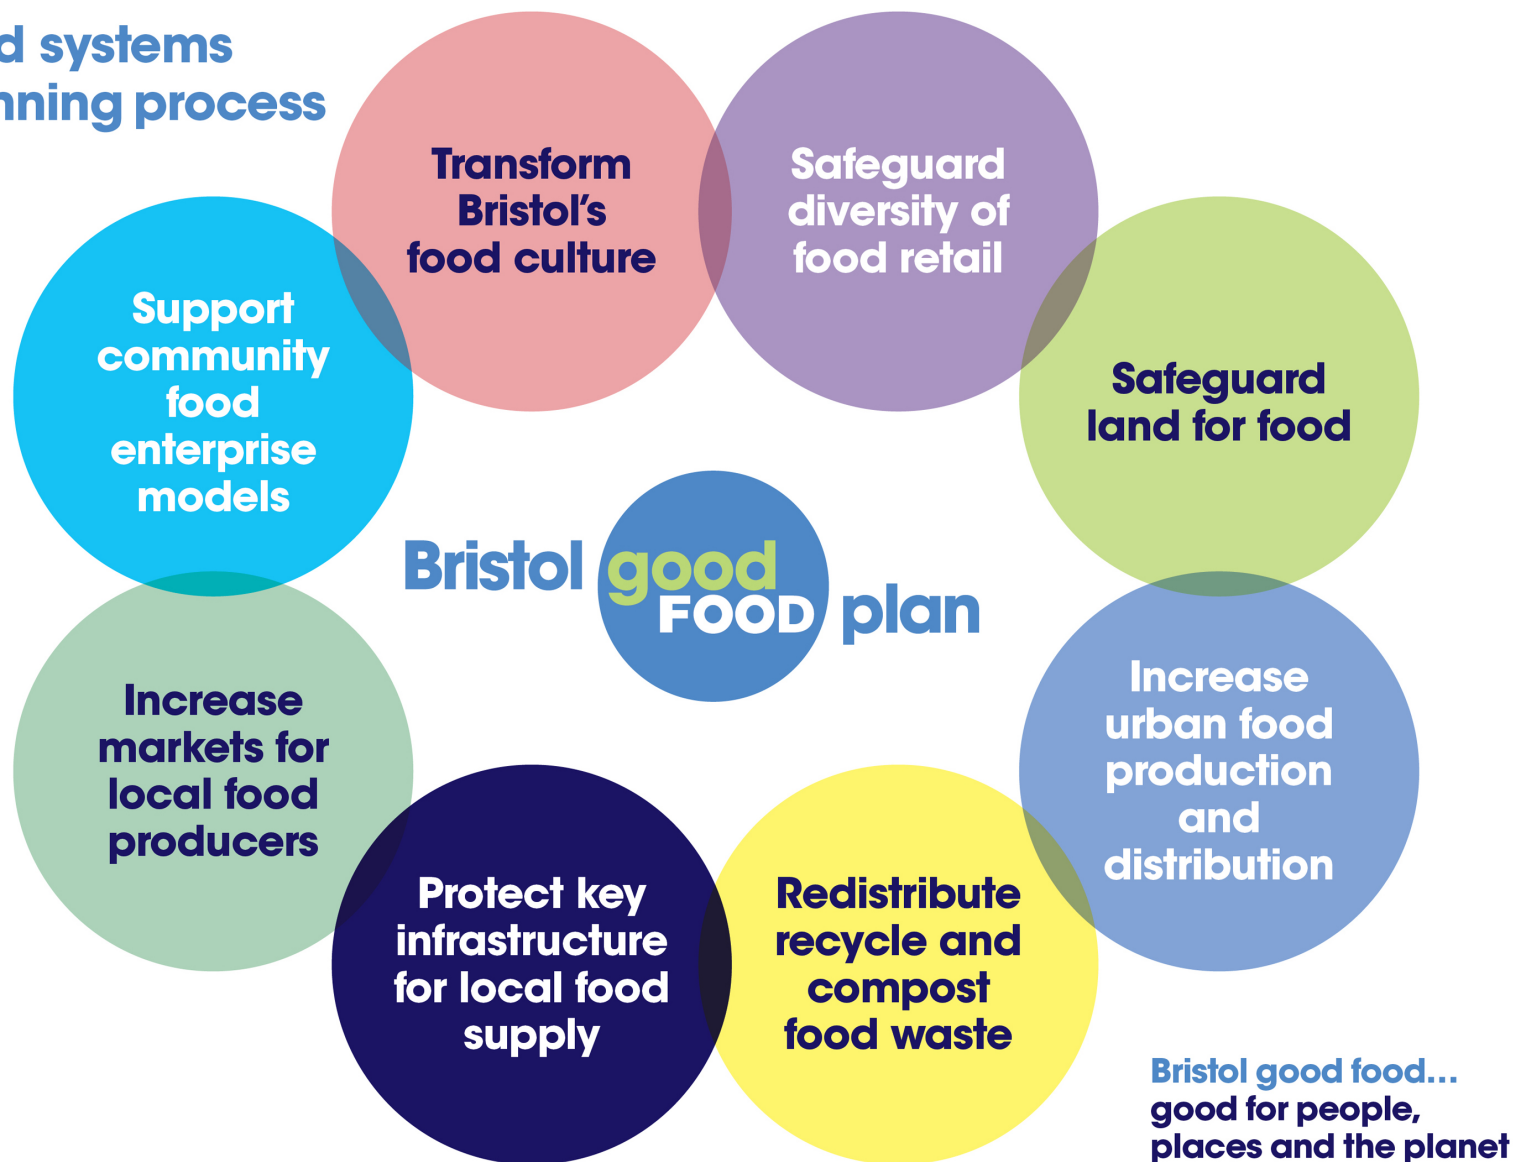 d systems
nning process
Transform
Bristol’s
food culture
Safeguard
diversity of
food retail
Safeguard
land for food
Increase
urban food
production
and
distribution
Redistribute
recycle and
compost
food waste
Protect key
infrastructure
for local food
supply
Increase
markets for
local food
producers
Support
community
food
enterprise
models
Bristol good
FOOD plan
Bristol good food...
good for people,
places and the planet